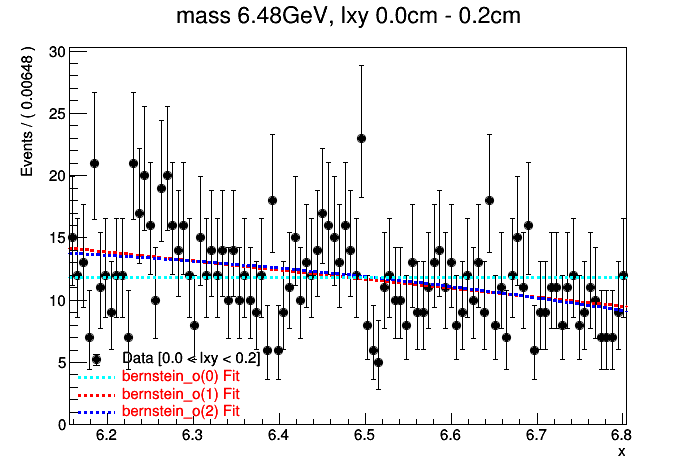 mass 6.48GeV, lxy 0.0cm - 0.2cm
Events / ( 0.00648 )
30
25
20
15
10
5
0
Data [0.0 < lxy < 0.2]
bernstein_o(0) Fit
bernstein_o(1) Fit
bernstein_o(2) Fit
6.2 6.3 6.4 6.5 6.6 6.7 6.8
x